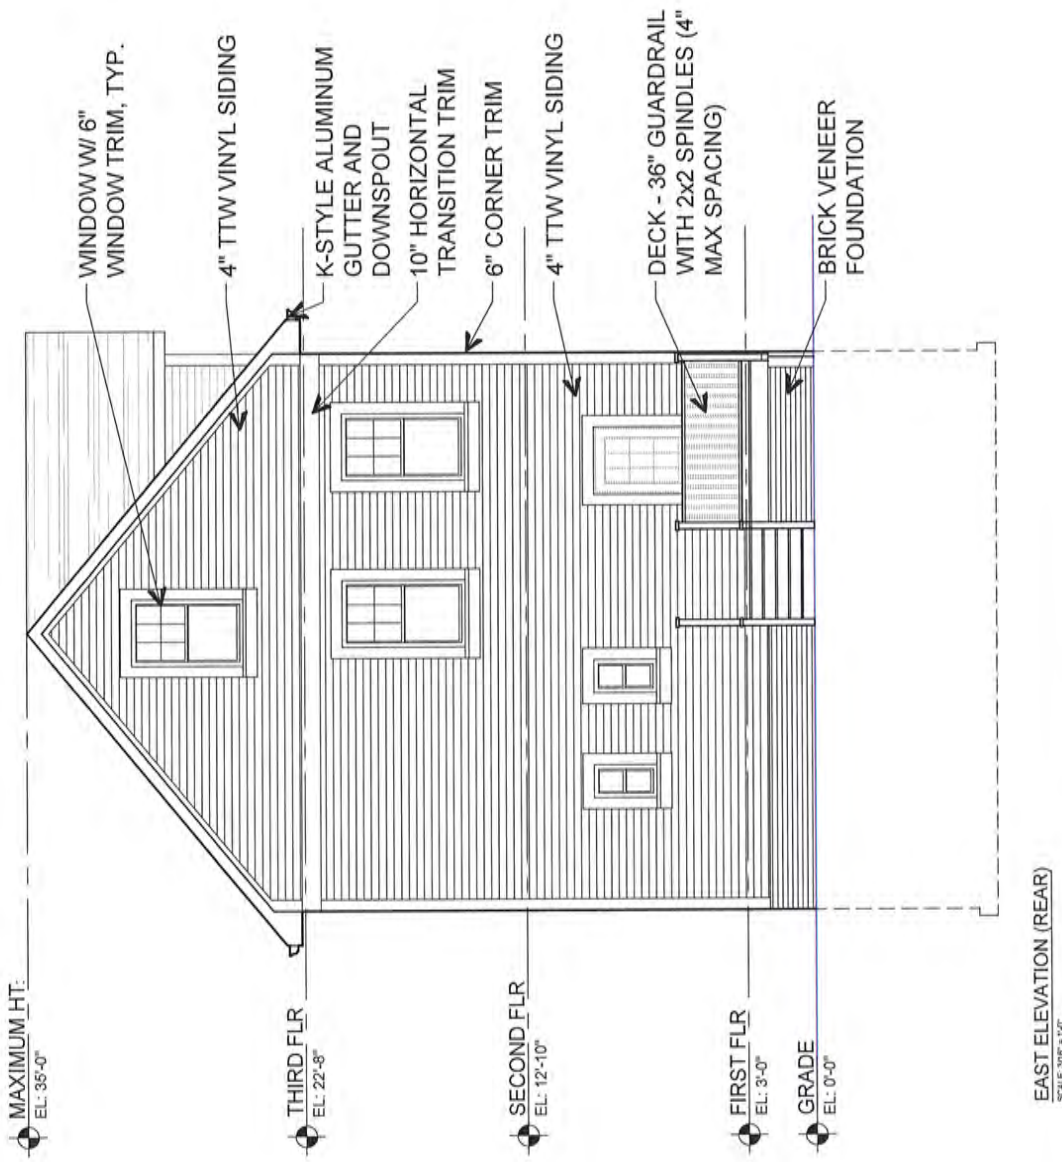 WINDOW W/ 6"
WINDOW TRIM, TYP.
4" TTW VINYL SIDING
K-STYLE ALUMINUM
GUTTER AND
DOWNSPOUT
10" HORIZONTAL
TRANSITION TRIM
6" CORNER TRIM
4" TTW VINYL SIDING
DECK - 36" GUARDRAIL
WITH 2x2 SPINDLES (4"
MAX SPACING)
BRICK VENEER
FOUNDATION
MAXIMUM HT:
EL: 35'-0"
THIRD FLR
EL: 22'-8"
SECOND FLR
EL: 12'-10"
FIRST FLR
EL: 3'-0"
GRADE
EL: 0'-0"
EAST ELEVATION (REAR)